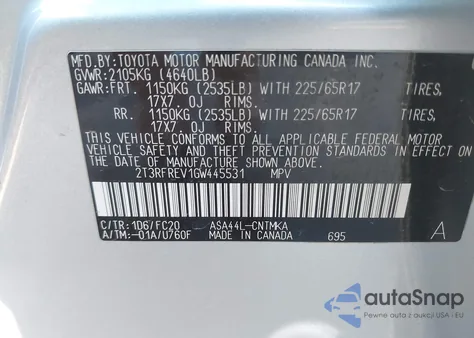 MFD.BY: TOYOTA MOTOR MANUFACTURING CANADA INC.
GVWR: 2105KG (4640LB)
GAWR: FRT. 1150KG (2535LB) WITH 225/65R17 TIRES,
17X7.0J RIMS.
RR. 1150KG (2535LB) WITH 225/65R17 TIRES,
17X7.0J RIMS.
THIS VEHICLE CONFORMS TO ALL APPLICABLE FEDERAL MOTOR
VEHICLE SAFETY AND BUMPER STANDARDS IN EFFECT ON THE
DATE OF MANUFACTURE SHOWN ABOVE.
2T3RFREV1GW445531 MPV
C/TR: 1D6/FC20 ASA44L-CNTMKA
A/TM: -01A/U760F MADE IN CANADA 695 A
autoSnap
Pewne auta z aukcji USA i EU